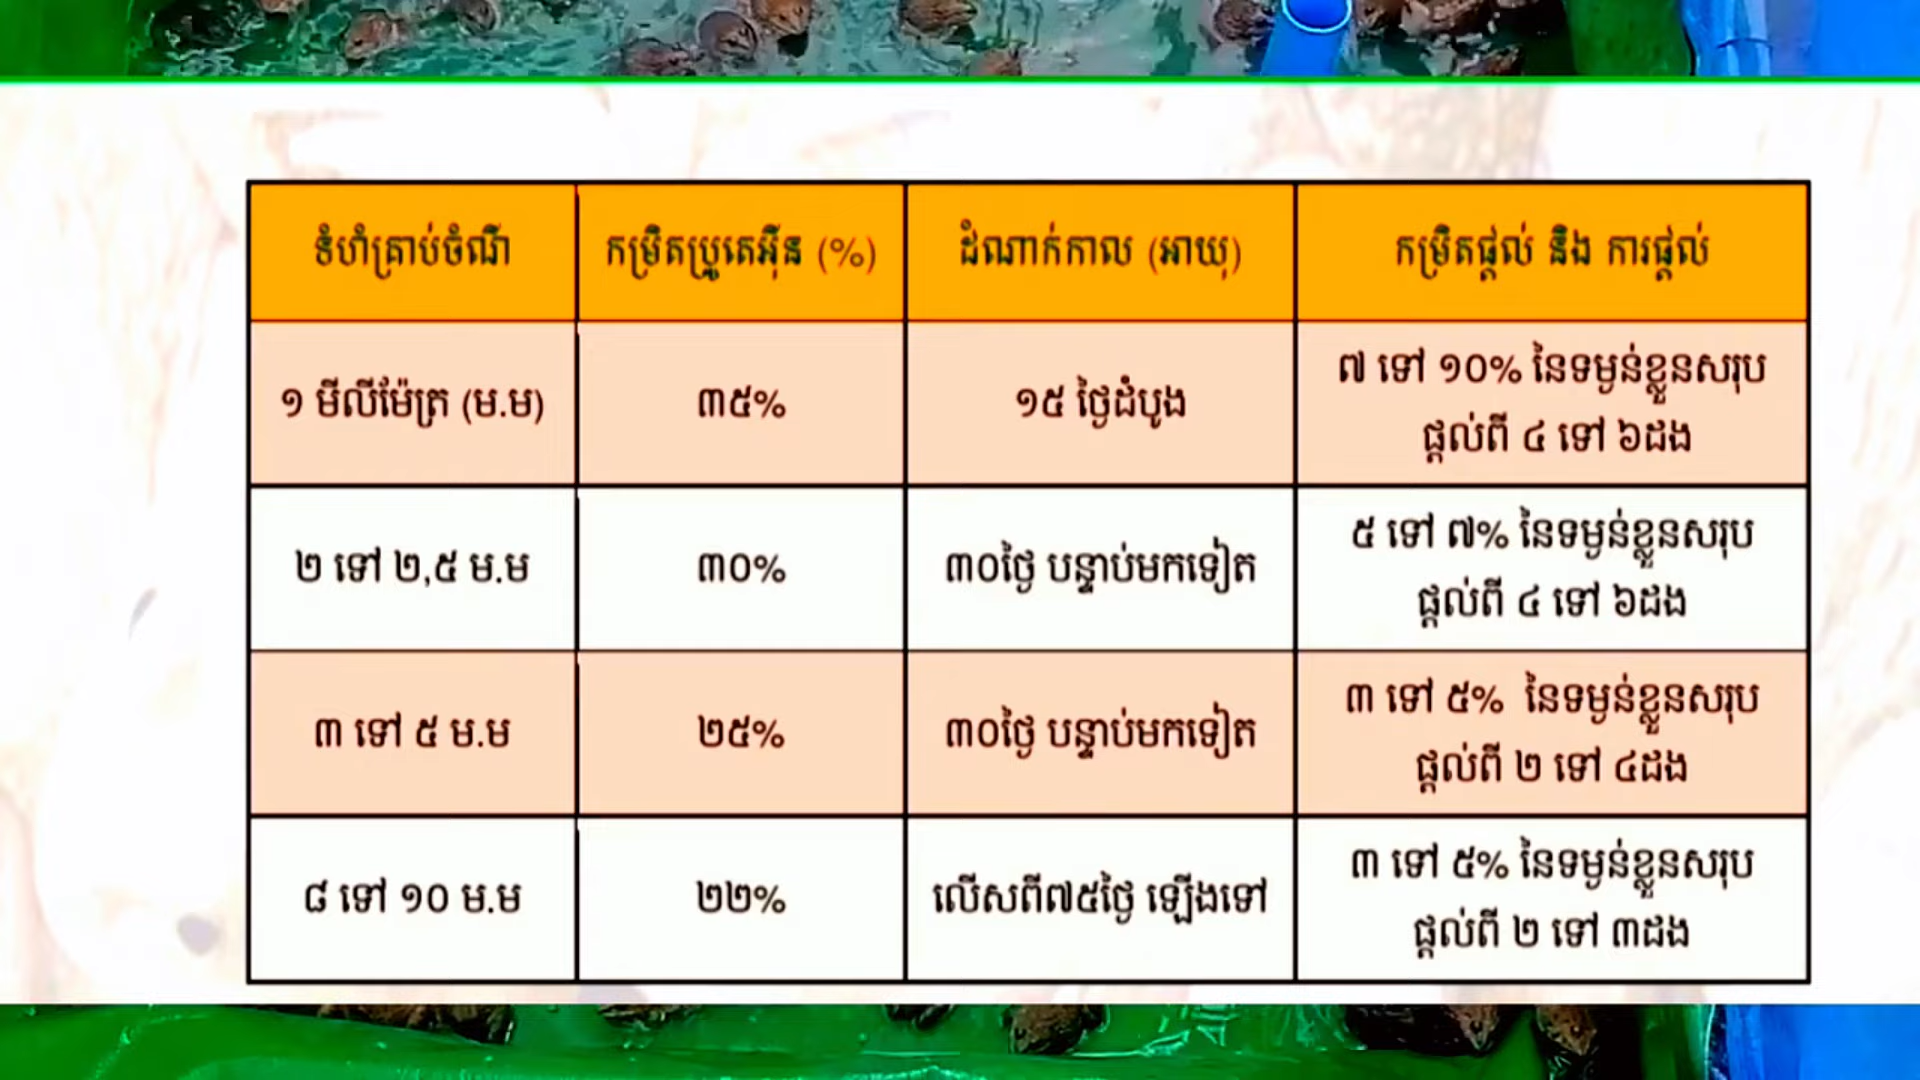 ទំហំគ្រាប់ចំណី	កម្រិតប្រូតេអ៊ីន (%)	ដំណាក់កាល (អាយុ)	កម្រិតផ្តល់ និង ការផ្តល់
១ មីលីម៉ែត្រ (ម.ម)	៣៥%	១៥ ថ្ងៃដំបូង	៧ ទៅ ១០% នៃទម្ងន់ខ្លួនសរុប
ផ្តល់ពី ៤ ទៅ ៦ដង
២ ទៅ ២,៥ ម.ម	៣០%	៣០ថ្ងៃ បន្ទាប់មកទៀត	៥ ទៅ ៧% នៃទម្ងន់ខ្លួនសរុប
ផ្តល់ពី ៤ ទៅ ៦ដង
៣ ទៅ ៥ ម.ម	២៥%	៣០ថ្ងៃ បន្ទាប់មកទៀត	៣ ទៅ ៥% នៃទម្ងន់ខ្លួនសរុប
ផ្តល់ពី ២ ទៅ ៤ដង
៨ ទៅ ១០ ម.ម	២២%	លើសពី៧៥ថ្ងៃ ឡើងទៅ	៣ ទៅ ៥% នៃទម្ងន់ខ្លួនសរុប
ផ្តល់ពី ២ ទៅ ៣ដង